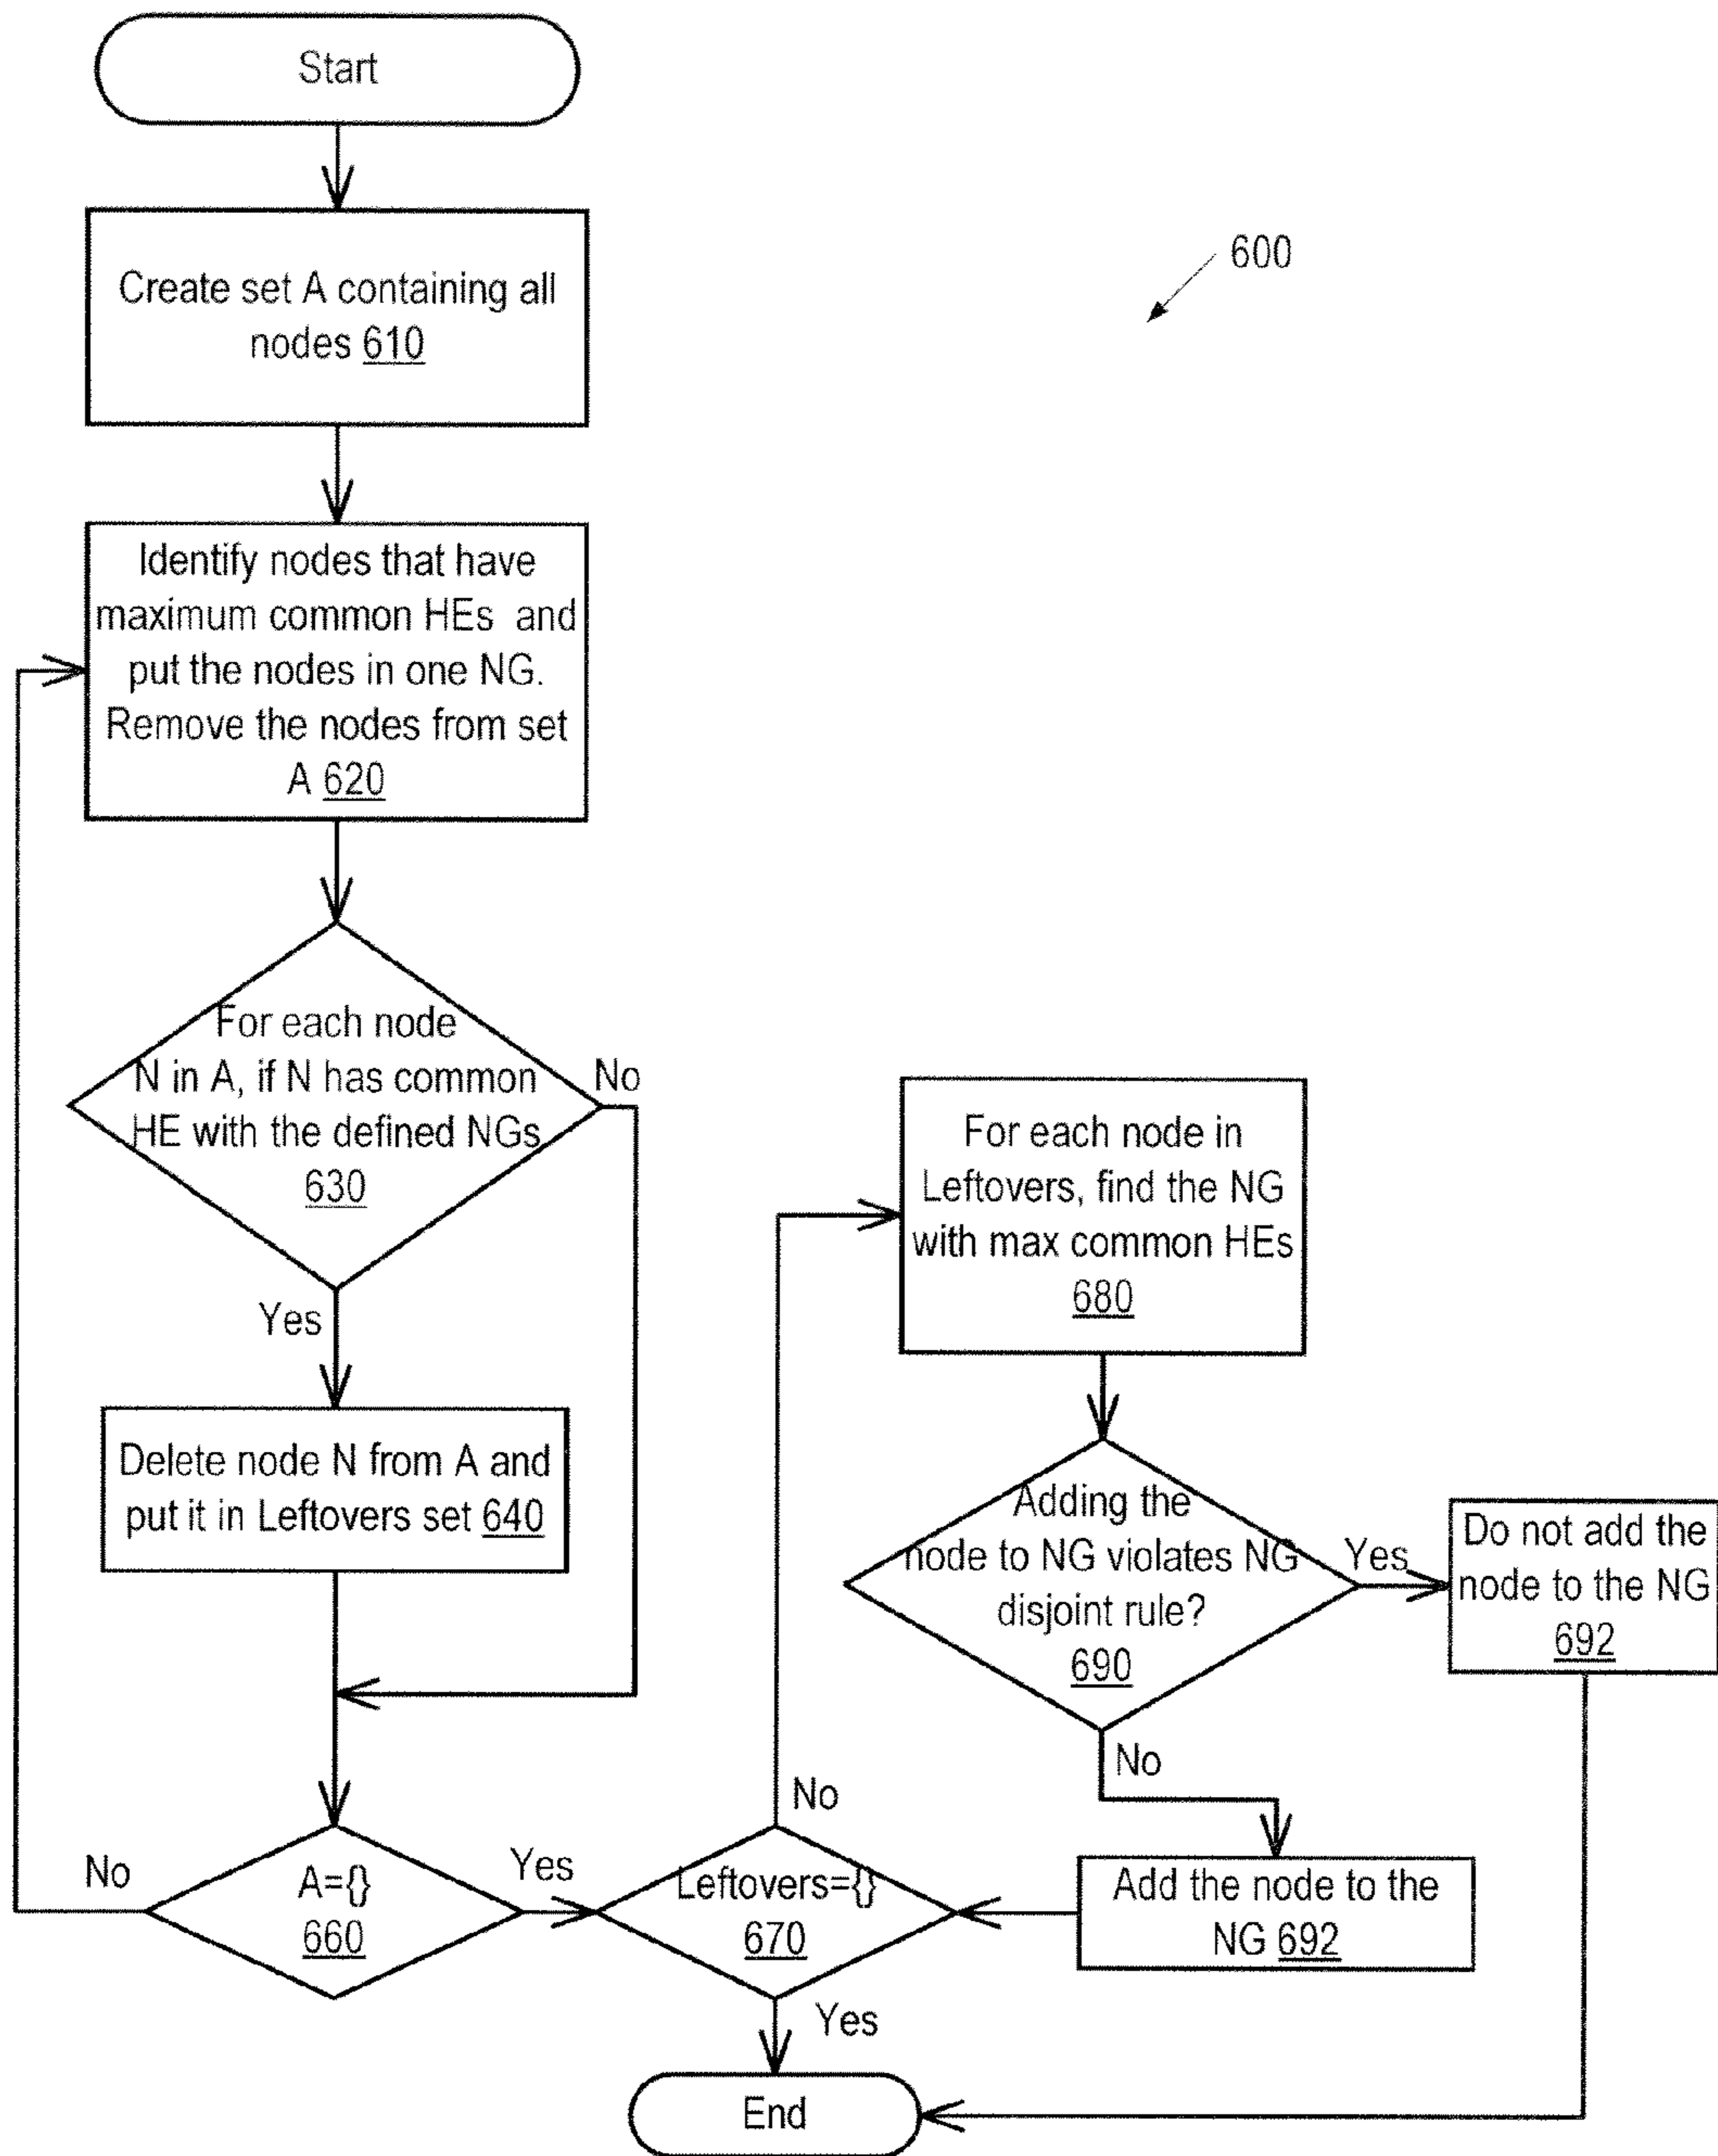 Start
Create set A containing all
nodes 610
600
Identify nodes that have
maximum common HEs and
put the nodes in one NG.
Remove the nodes from set
A 620
For each node
N in A, if N has common
HE with the defined NGs
630
No
Yes
Delete node N from A and
put it in Leftovers set 640
A={}
660
No
Yes
Leftovers={}
670
No
Yes
For each node in
Leftovers, find the NG
with max common HEs
680
Adding the
node to NG violates NG
disjoint rule?
690
Yes
Do not add the
node to the NG
692
No
Add the node to the
NG 692
End